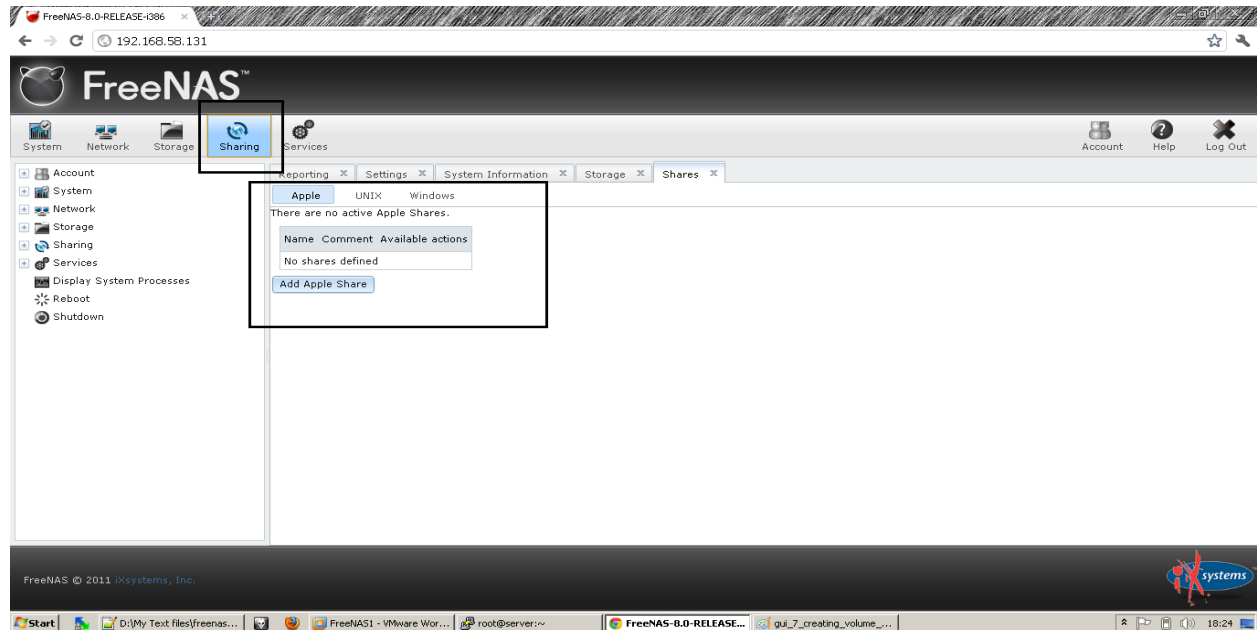 FreeNAS-8.0-RELEASE-i386
192.168.58.131
FreeNAS™
System Network Storage Sharing Services Account Help Log Out
Account
System
Network
Storage
Sharing
Services
Display System Processes
Reboot
Shutdown
Reporting Settings System Information Storage Shares
Apple UNIX Windows
There are no active Apple Shares.
Name Comment Available actions
No shares defined
Add Apple Share
FreeNAS © 2011 iXsystems, Inc.
iX systems
Start D:\My Text files\freenas... FreeNAS1 - VMware Wor... root@server:~ FreeNAS-8.0-RELEASE... gui_7_creating_volume_... 18:24